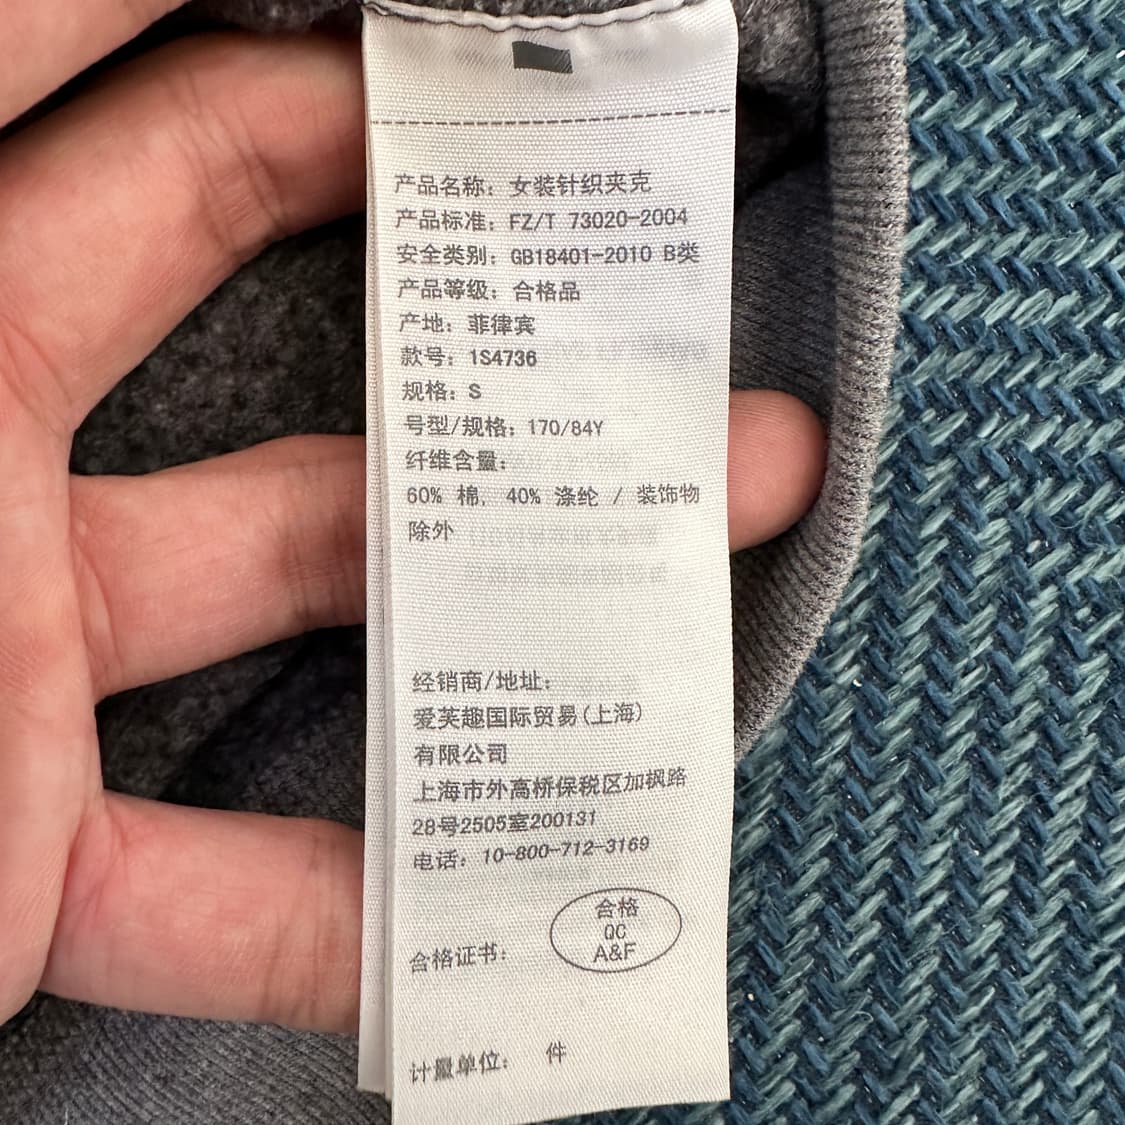 产品名称：女装针织夹克
产品标准：FZ/T 73020-2004
安全类别：GB18401-2010 B类
产品等级：合格品
产地：菲律宾
款号：1S4736
规格：S
号型/规格：170/84Y
纤维含量：
60% 棉，40% 涤纶 / 装饰物
除外
经销商/地址：
爱芙趣国际贸易(上海)
有限公司
上海市外高桥保税区加枫路
28号2505室200131
电话：10-800-712-3169
合格
QC
A&F
合格证书：
计量单位： 件